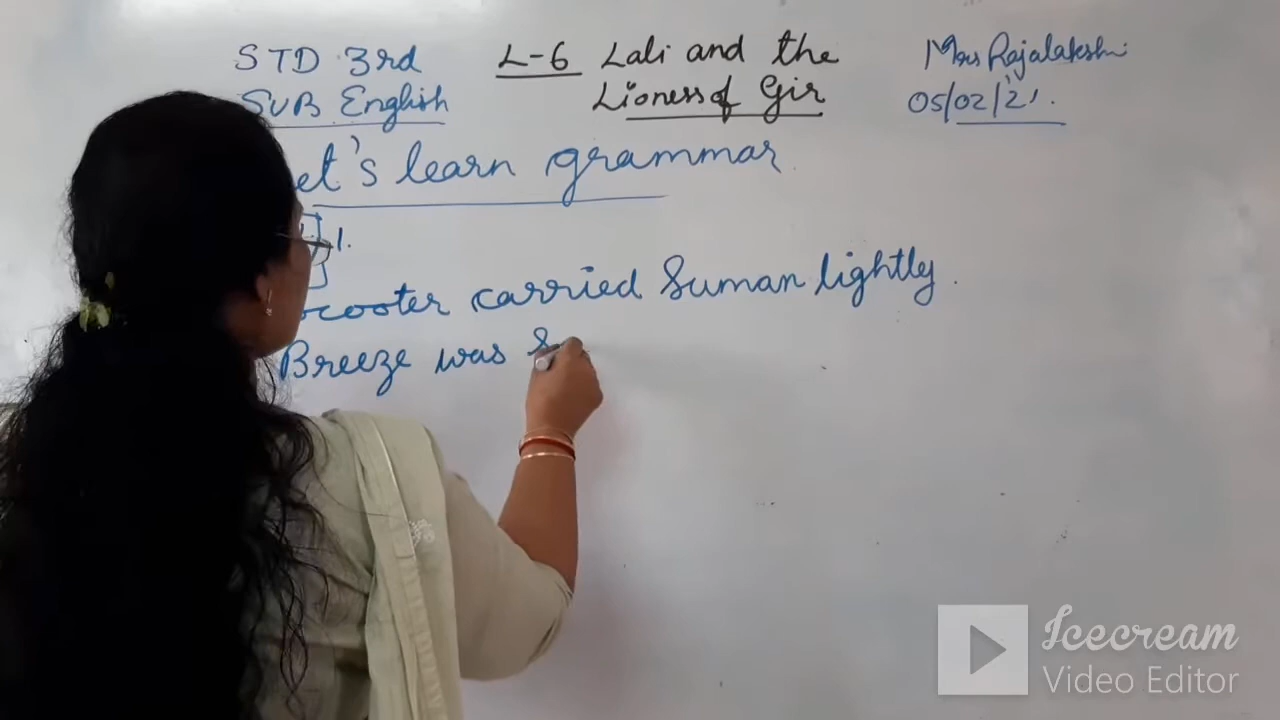 STD 3rd
SUB English
L-6 Lali and the
Lioness of Gir
Mrs Rajalakshi
05/02/21.
et's learn grammar
1.
cooter carried Suman lightly.
Breeze was s
Icecream
Video Editor